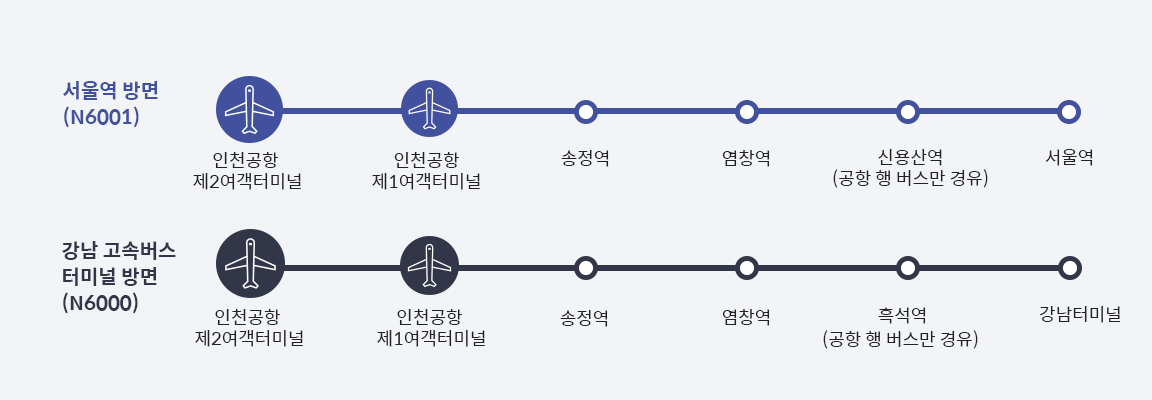 서울역 방면
(N6001)
인천공항
제2여객터미널
인천공항
제1여객터미널
송정역
염창역
신용산역
(공항 행 버스만 경유)
서울역
강남 고속버스
터미널 방면
(N6000)
인천공항
제2여객터미널
인천공항
제1여객터미널
송정역
염창역
흑석역
(공항 행 버스만 경유)
강남터미널